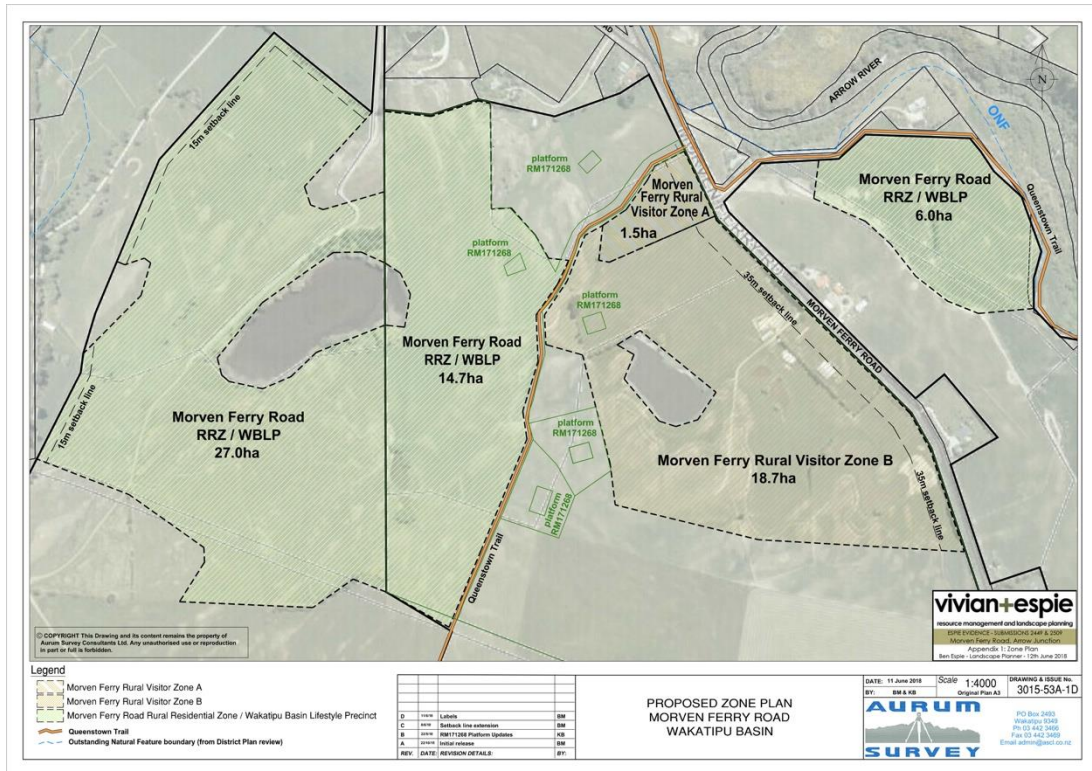 15m setback line
ARROW RIVER
N
ONF
platform
RM171268
Morven
Ferry Rural
Visitor Zone A
1.5ha
Morven Ferry Road
RRZ / WBLP
6.0ha
Queenstown Trail
platform
RM171268
platform
RM171268
35m setback line
MORVEN FERRY ROAD
MORVEN FERRY RD
Morven Ferry Road
RRZ / WBLP
14.7ha
15m setback line
Morven Ferry Road
RRZ / WBLP
27.0ha
platform
RM171268
Morven Ferry Rural Visitor Zone B
18.7ha
35m setback line
platform
RM171268
Queenstown Trail
© COPYRIGHT This Drawing and its content remains the property of
Aurum Survey Consultants Ltd. Any unauthorised use or reproduction
in part or full is forbidden.
vivian+espie
resource management and landscape planning
ESPIE EVIDENCE - SUBMISSIONS 2449 & 2509
Morven Ferry Road, Arrow Junction
Appendix 1: Zone Plan
Ben Espie - Landscape Planner - 12th June 2018
Legend
Morven Ferry Rural Visitor Zone A
Morven Ferry Rural Visitor Zone B
Morven Ferry Road Rural Residential Zone / Wakatipu Basin Lifestyle Precinct
Queenstown Trail
Outstanding Natural Feature boundary (from District Plan review)
D Labels BM
C Setback line extension BM
B RM171268 Platform Updates KB
A Initial release BM
REV. DATE: REVISION DETAILS: BY:
PROPOSED ZONE PLAN
MORVEN FERRY ROAD
WAKATIPU BASIN
DATE: 11 June 2018
BY: BM & KB
Scale 1:4000
Original Plan A3
DRAWING & ISSUE No.
3015-53A-1D
AURUM
SURVEY
PO Box 2493
Wakatipu 9349
Ph 03 442 3466
Fax 03 442 3469
Email admin@ascl.co.nz